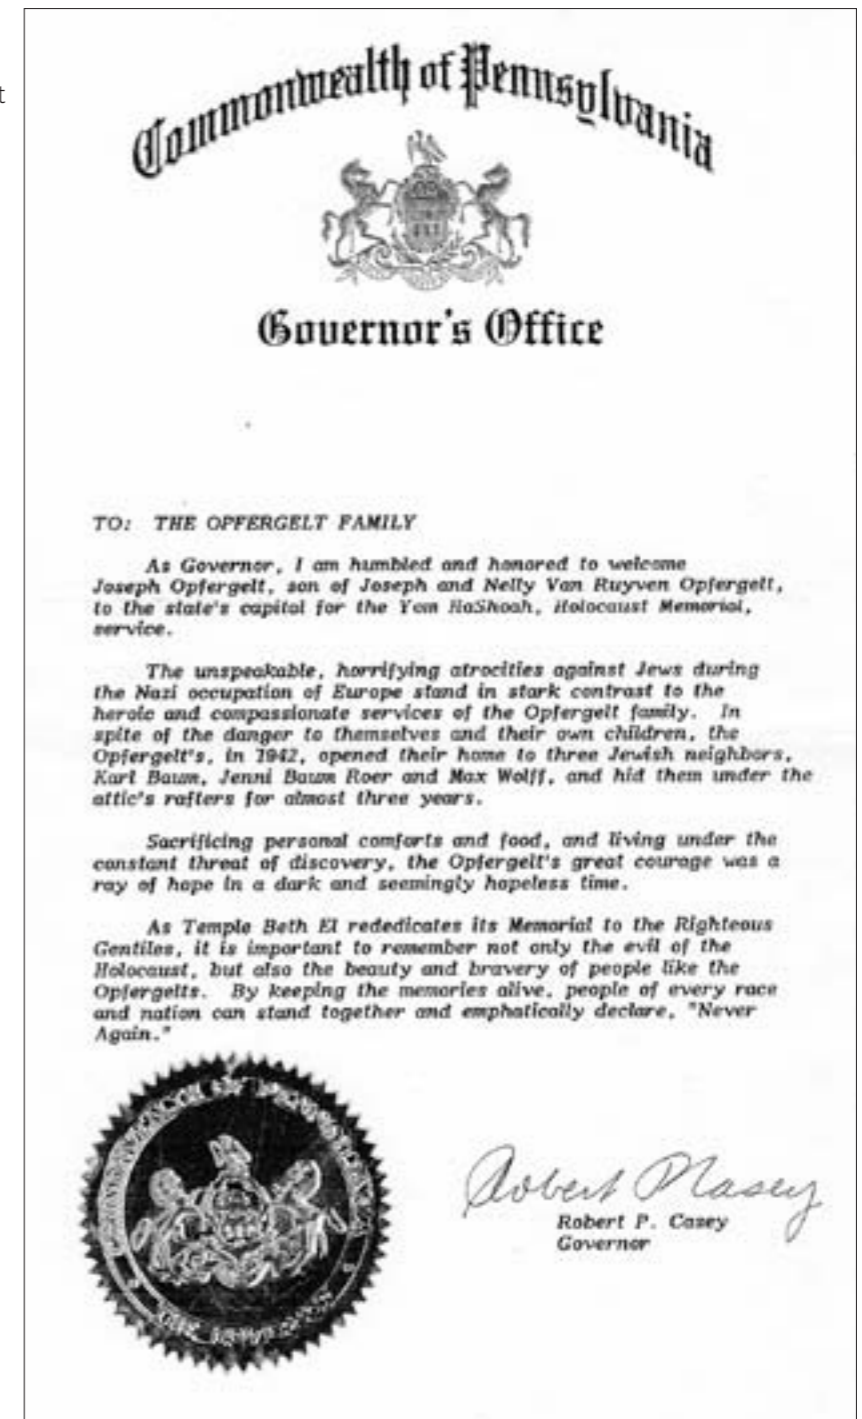 t
Commonwealth of Pennsylvania
Governor's Office
TO: THE OPFERGELT FAMILY
As Governor, I am humbled and honored to welcome
Joseph Opfergelt, son of Joseph and Nelly Van Ruyven Opfergelt,
to the state's capital for the Yom HaShoah, Holocaust Memorial,
service.
The unspeakable, horrifying atrocities against Jews during
the Nazi occupation of Europe stand in stark contrast to the
heroic and compassionate services of the Opfergelt family. In
spite of the danger to themselves and their own children, the
Opfergelt's, in 1942, opened their home to three Jewish neighbors,
Karl Baum, Jenni Baum Roer and Max Wolff, and hid them under the
attic's rafters for almost three years.
Sacrificing personal comforts and food, and living under the
constant threat of discovery, the Opfergelt's great courage was a
ray of hope in a dark and seemingly hopeless time.
As Temple Beth El rededicates its Memorial to the Righteous
Gentiles, it is important to remember not only the evil of the
Holocaust, but also the beauty and bravery of people like the
Opfergelts. By keeping the memories alive, people of every race
and nation can stand together and emphatically declare, "Never
Again."
Robert P Casey
Robert P. Casey
Governor